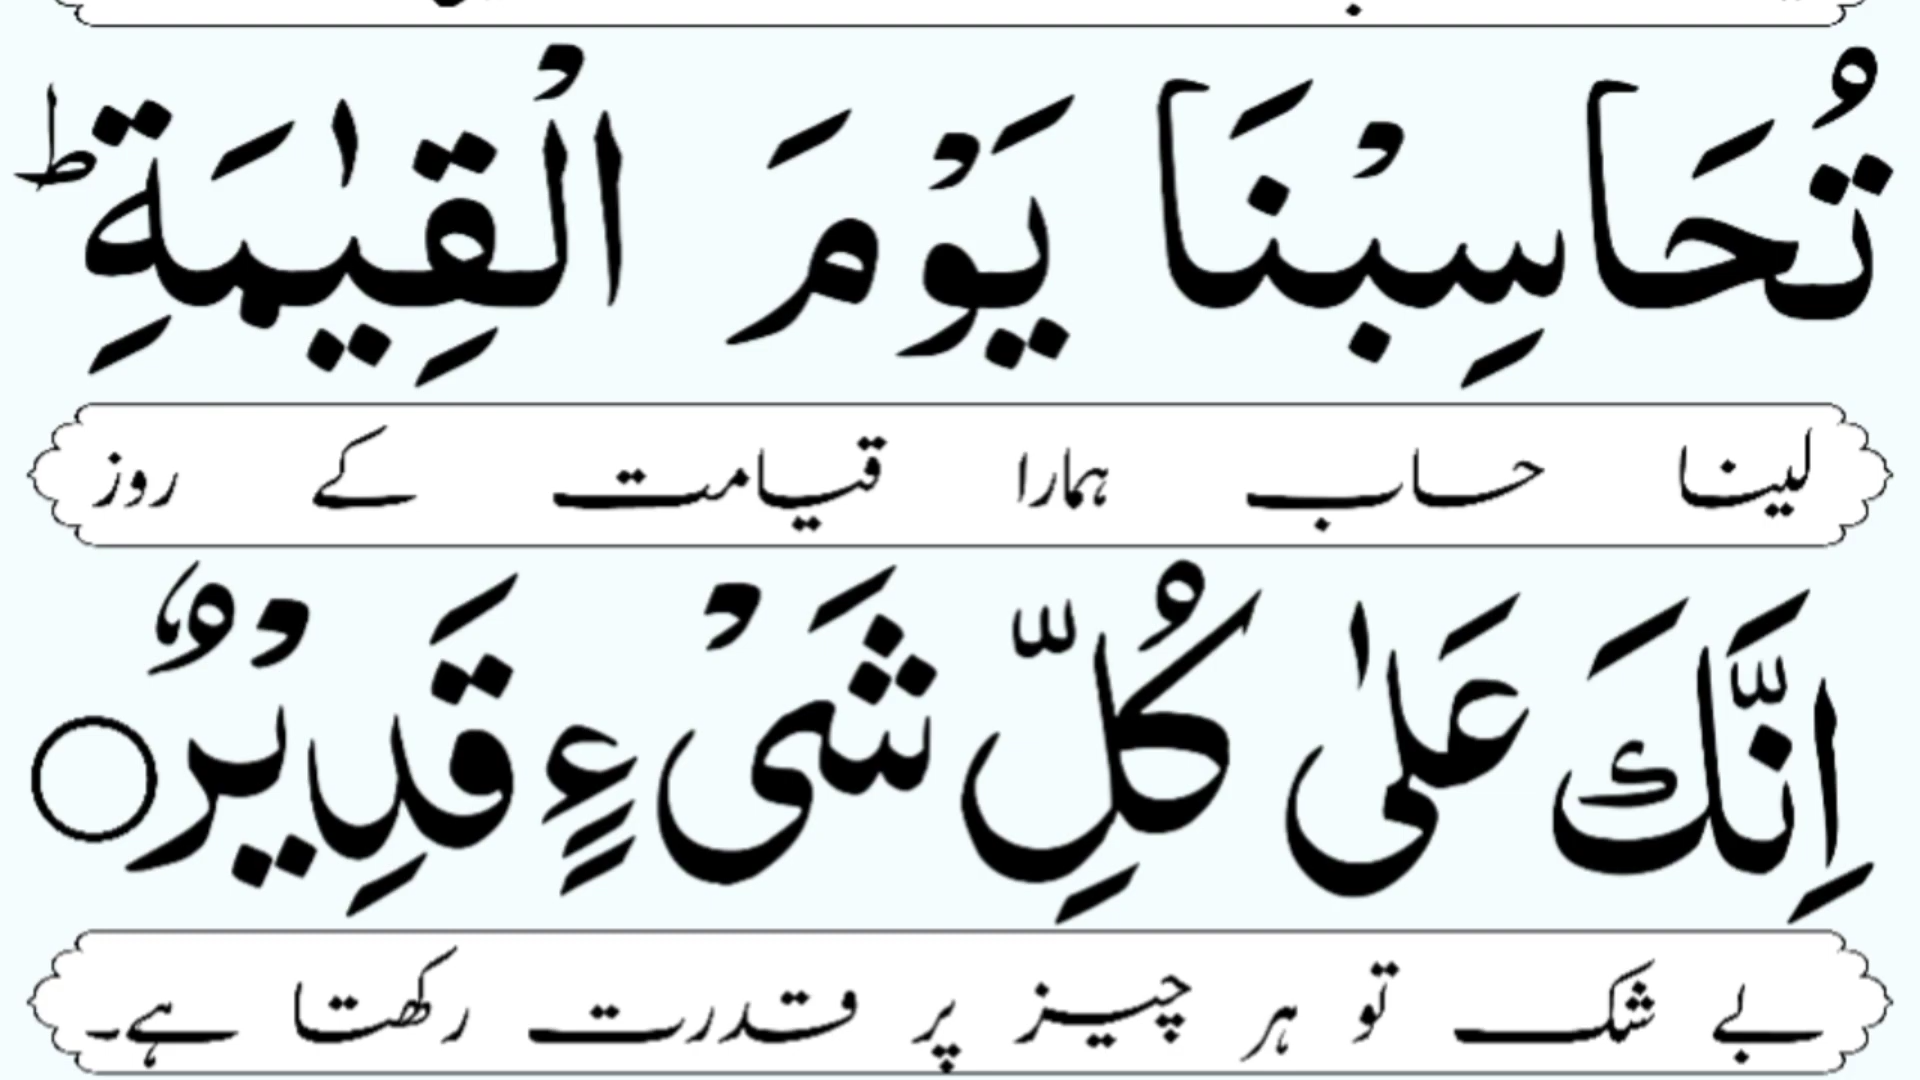 تُحَاسِبْنَا يَوْمَ الْقِيٰمَةِ ؕ
لینا حساب ہمارا قیامت کے روز
اِنَّكَ عَلٰى كُلِّ شَىْءٍ قَدِيْرٌ ۝
بے شک تو ہر چیز پر قدرت رکھتا ہے۔